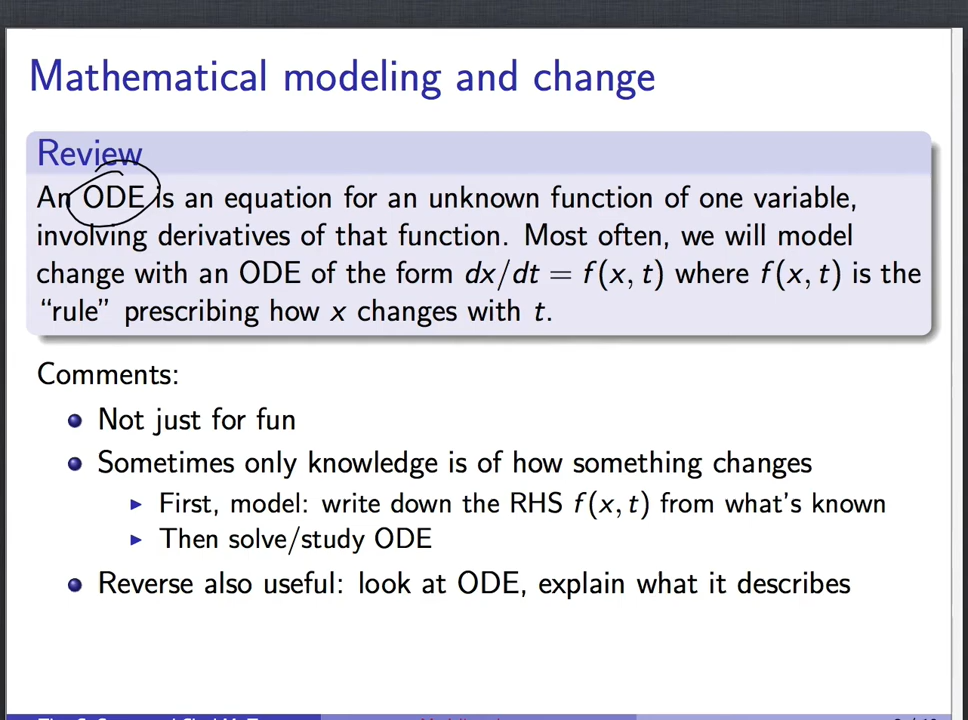 Mathematical modeling and change
Review
An ODE is an equation for an unknown function of one variable,
involving derivatives of that function. Most often, we will model
change with an ODE of the form dx/dt = f(x, t) where f(x, t) is the
“rule” prescribing how x changes with t.
Comments:
Not just for fun
Sometimes only knowledge is of how something changes
First, model: write down the RHS f(x, t) from what's known
Then solve/study ODE
Reverse also useful: look at ODE, explain what it describes